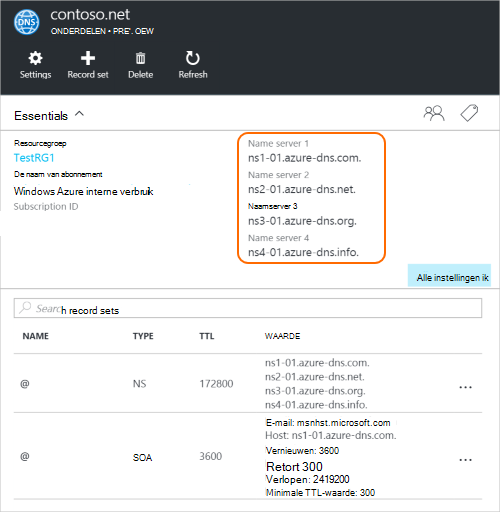 contoso.net
DNS
ONDERDELEN • PRE'. OEW
Settings
Record set
Delete
Refresh
Essentials
Resourcegroep
TestRG1
De naam van abonnement
Windows Azure interne verbruik
Subscription ID
Name server 1
ns1-01.azure-dns.com.
Name server 2
ns2-01.azure-dns.net.
Naamserver 3
ns3-01.azure-dns.org.
Name server 4
ns4-01.azure-dns.info.
Alle instellingen ik
Search record sets
NAME TYPE TTL WAARDE
@ NS 172800
ns1-01.azure-dns.com.
ns2-01.azure-dns.net.
ns3-01.azure-dns.org.
ns4-01.azure-dns.info.
...
@ SOA 3600
E-mail: msnhst.microsoft.com
Host: ns1-01.azure-dns.com.
Vernieuwen: 3600
Retort 300
Verlopen: 2419200
Minimale TTL-waarde: 300
...